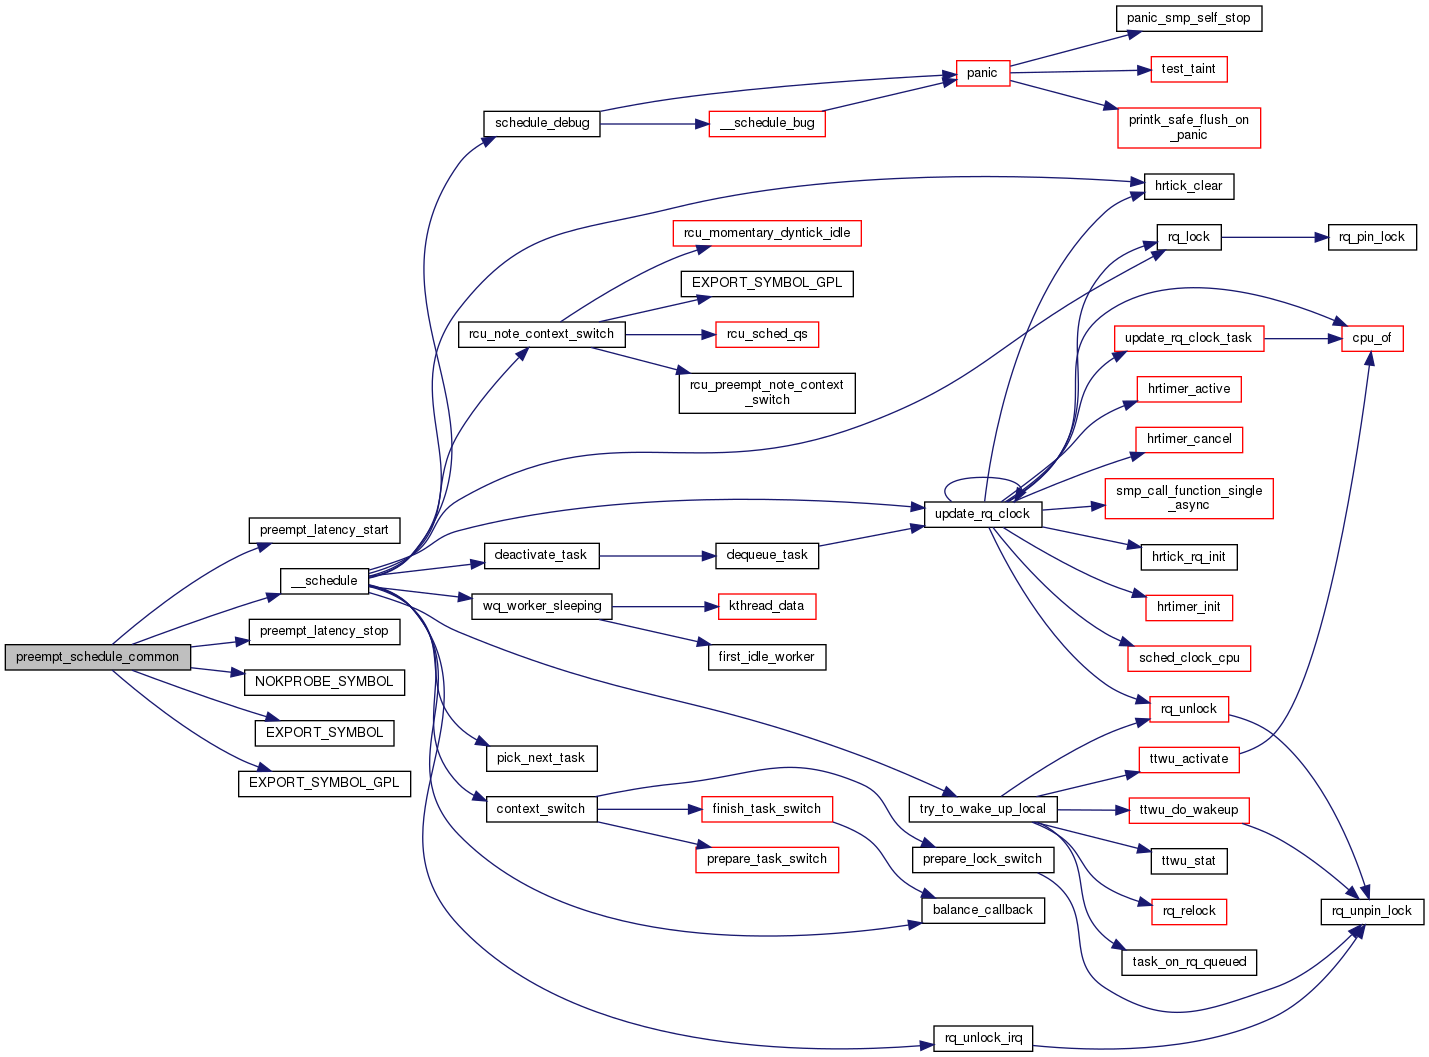 panic_smp_self_stop
panic
test_taint
schedule_debug
__schedule_bug
printk_safe_flush_on
_panic
hrtick_clear
rcu_momentary_dyntick_idle
rq_lock
rq_pin_lock
EXPORT_SYMBOL_GPL
rcu_note_context_switch
rcu_sched_qs
update_rq_clock_task
cpu_of
rcu_preempt_note_context
_switch
hrtimer_active
hrtimer_cancel
smp_call_function_single
_async
update_rq_clock
preempt_latency_start
deactivate_task
dequeue_task
hrtick_rq_init
__schedule
wq_worker_sleeping
kthread_data
hrtimer_init
preempt_latency_stop
preempt_schedule_common
first_idle_worker
sched_clock_cpu
NOKPROBE_SYMBOL
rq_unlock
EXPORT_SYMBOL
pick_next_task
ttwu_activate
EXPORT_SYMBOL_GPL
context_switch
finish_task_switch
try_to_wake_up_local
ttwu_do_wakeup
prepare_task_switch
prepare_lock_switch
ttwu_stat
balance_callback
rq_relock
rq_unpin_lock
task_on_rq_queued
rq_unlock_irq